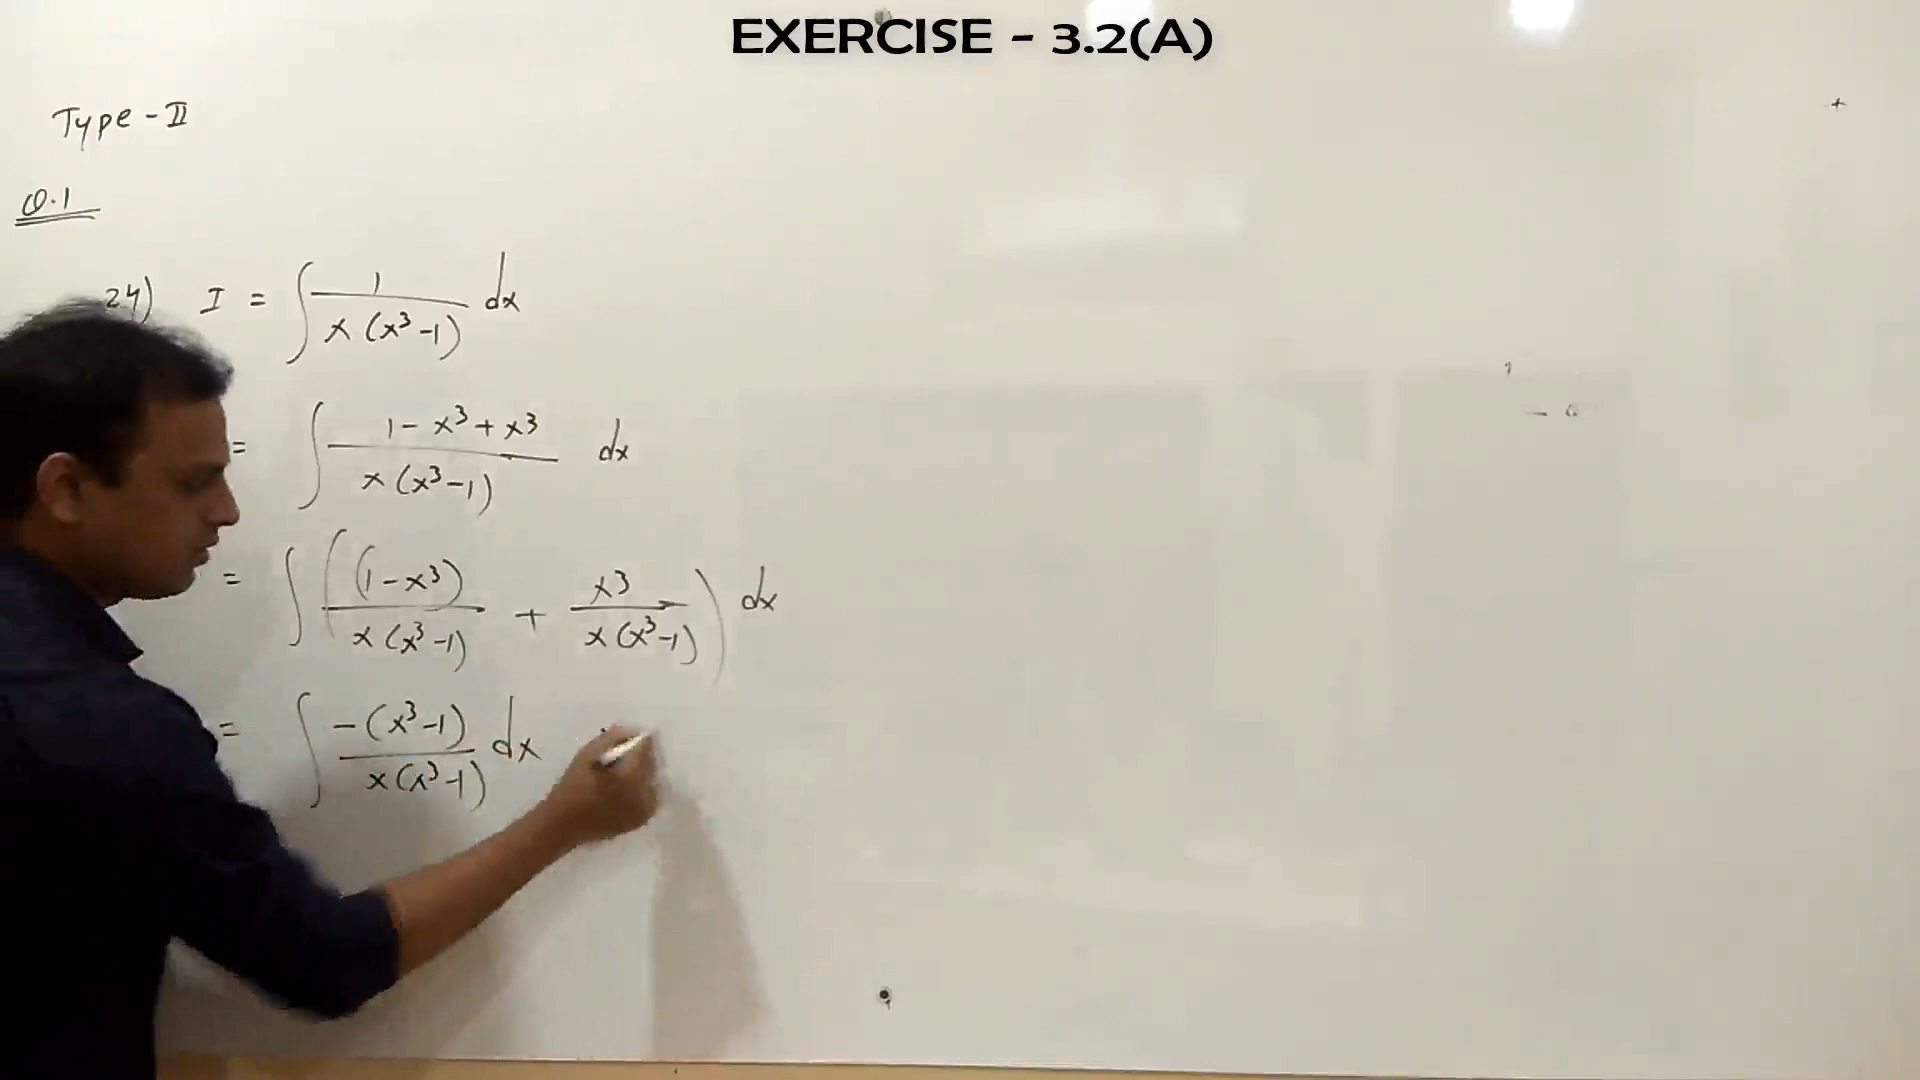 EXERCISE - 3.2(A)
Type - II
Q.1
24) I = ∫ 1 / x (x³ -1) dx
= ∫ 1 - x³ + x³ / x (x³ -1) dx
= ∫ ( (1 - x³) / x (x³ -1) + x³ / x (x³ -1) ) dx
= ∫ - (x³ -1) / x (x³ -1) dx